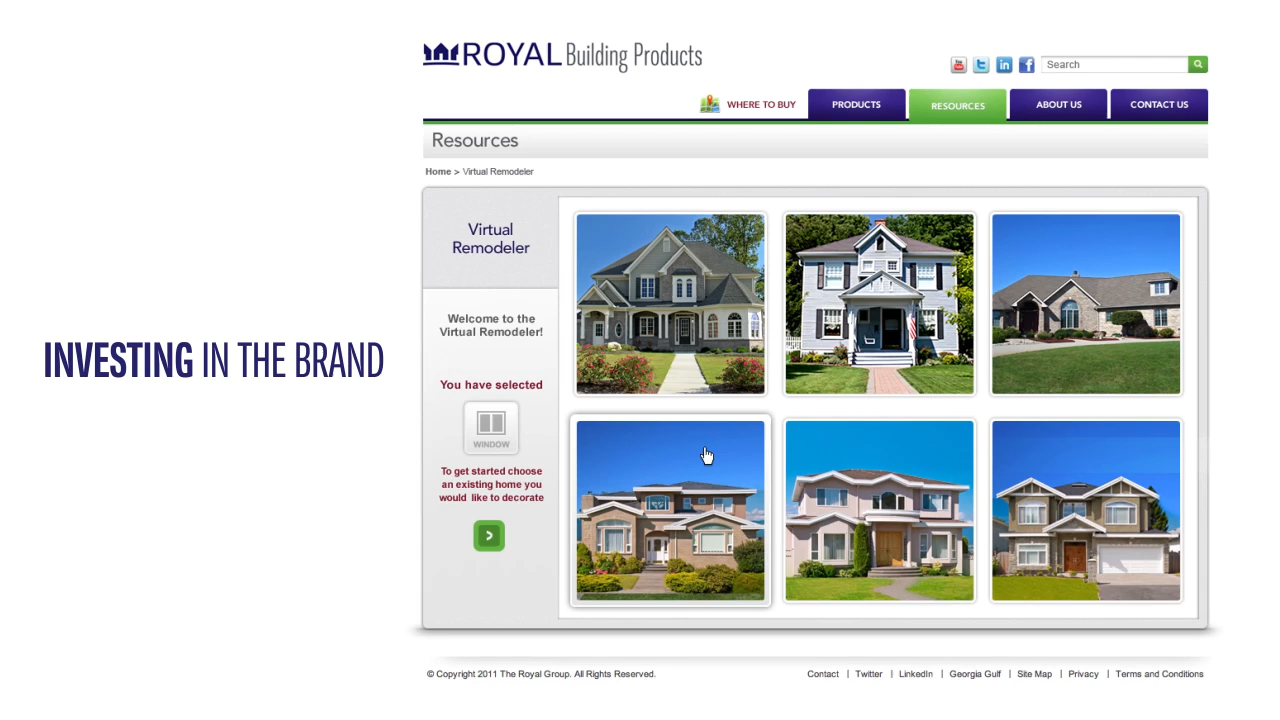 ROYAL Building Products
Search
WHERE TO BUY
PRODUCTS
RESOURCES
ABOUT US
CONTACT US
Resources
Home > Virtual Remodeler
Virtual
Remodeler
Welcome to the
Virtual Remodeler!
You have selected
WINDOW
To get started choose
an existing home you
would like to decorate
INVESTING IN THE BRAND
© Copyright 2011 The Royal Group. All Rights Reserved.
Contact | Twitter | LinkedIn | Georgia Gulf | Site Map | Privacy | Terms and Conditions